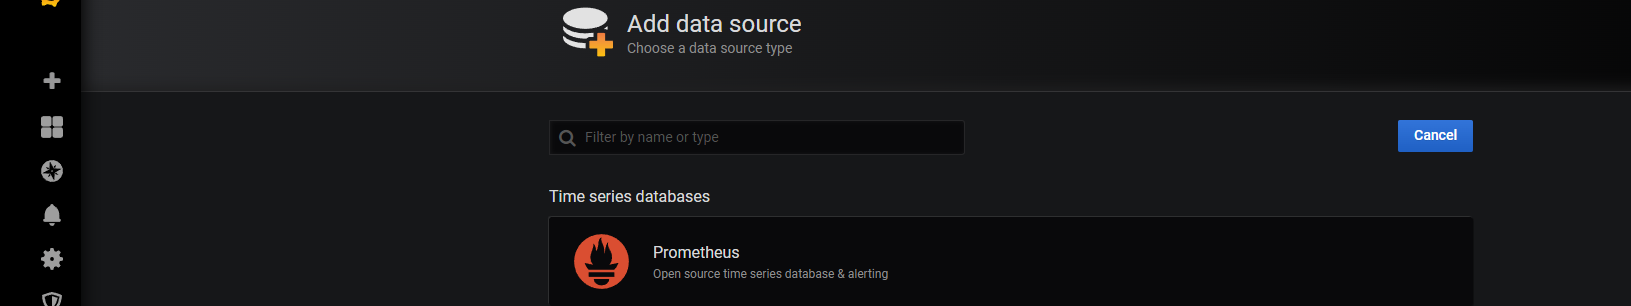 Add data source
Choose a data source type
Filter by name or type
Cancel
Time series databases
Prometheus
Open source time series database & alerting